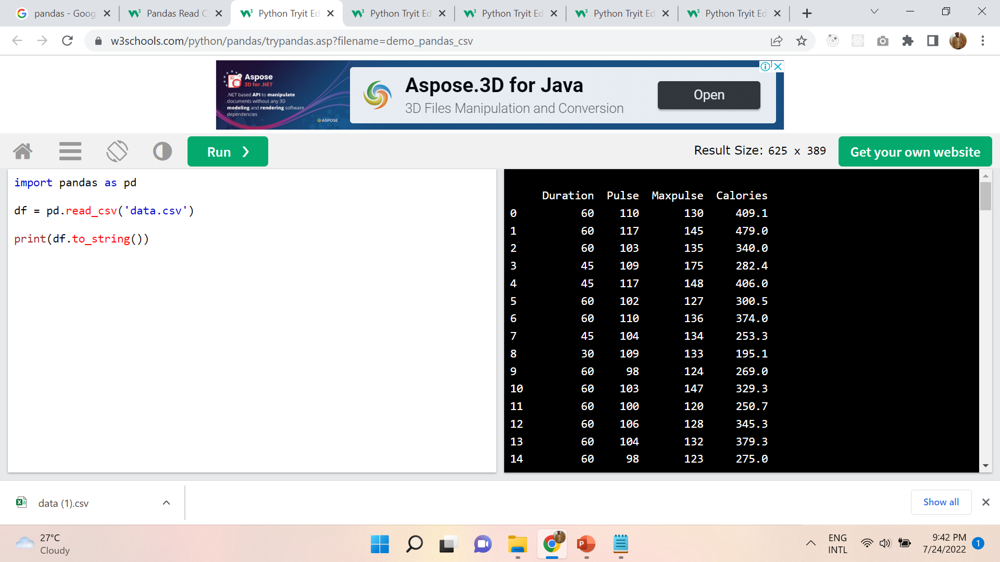 pandas - Goog
Pandas Read C
Python Tryit Ed
Python Tryit Ed
Python Tryit Ed
Python Tryit Ed
Python Tryit Ed
w3schools.com/python/pandas/trypandas.asp?filename=demo_pandas_csv
Aspose
3D for .NET
.NET based API to manipulate
documents without any 3D
modeling and rendering software
dependencies
ASPOSE
Aspose.3D for Java
3D Files Manipulation and Conversion
Open
Run ❯
Result Size: 625 x 389
Get your own website
import pandas as pd
df = pd.read_csv('data.csv')
print(df.to_string())
Duration Pulse Maxpulse Calories
0 60 110 130 409.1
1 60 117 145 479.0
2 60 103 135 340.0
3 45 109 175 282.4
4 45 117 148 406.0
5 60 102 127 300.5
6 60 110 136 374.0
7 45 104 134 253.3
8 30 109 133 195.1
9 60 98 124 269.0
10 60 103 147 329.3
11 60 100 120 250.7
12 60 106 128 345.3
13 60 104 132 379.3
14 60 98 123 275.0
data (1).csv
Show all
27°C
Cloudy
ENG
INTL
9:42 PM
7/24/2022
1